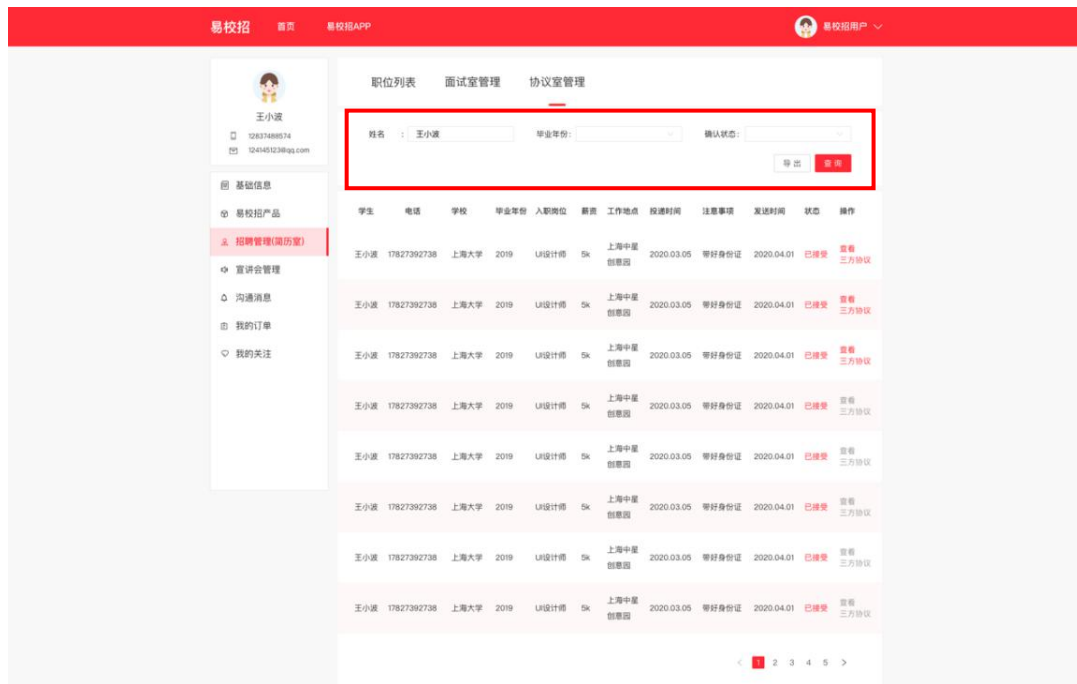 易校招 首页 易校招APP 易校招用户
王小波
12837488574
1241451238@qq.com
基础信息
易校招产品
招聘管理(简历室)
宣讲会管理
沟通消息
我的订单
我的关注
职位列表 面试室管理 协议室管理
姓名 : 王小波 毕业年份: 确认状态:
导出 查询
学生 电话 学校 毕业年份 入职岗位 薪资 工作地点 投递时间 注意事项 发送时间 状态 操作
王小波 17827392738 上海大学 2019 UI设计师 5k 上海中星创意园 2020.03.05 带好身份证 2020.04.01 已接受 查看三方协议
王小波 17827392738 上海大学 2019 UI设计师 5k 上海中星创意园 2020.03.05 带好身份证 2020.04.01 已接受 查看三方协议
王小波 17827392738 上海大学 2019 UI设计师 5k 上海中星创意园 2020.03.05 带好身份证 2020.04.01 已接受 查看三方协议
王小波 17827392738 上海大学 2019 UI设计师 5k 上海中星创意园 2020.03.05 带好身份证 2020.04.01 已接受 查看三方协议
王小波 17827392738 上海大学 2019 UI设计师 5k 上海中星创意园 2020.03.05 带好身份证 2020.04.01 已接受 查看三方协议
王小波 17827392738 上海大学 2019 UI设计师 5k 上海中星创意园 2020.03.05 带好身份证 2020.04.01 已接受 查看三方协议
王小波 17827392738 上海大学 2019 UI设计师 5k 上海中星创意园 2020.03.05 带好身份证 2020.04.01 已接受 查看三方协议
王小波 17827392738 上海大学 2019 UI设计师 5k 上海中星创意园 2020.03.05 带好身份证 2020.04.01 已接受 查看三方协议
< 1 2 3 4 5 >